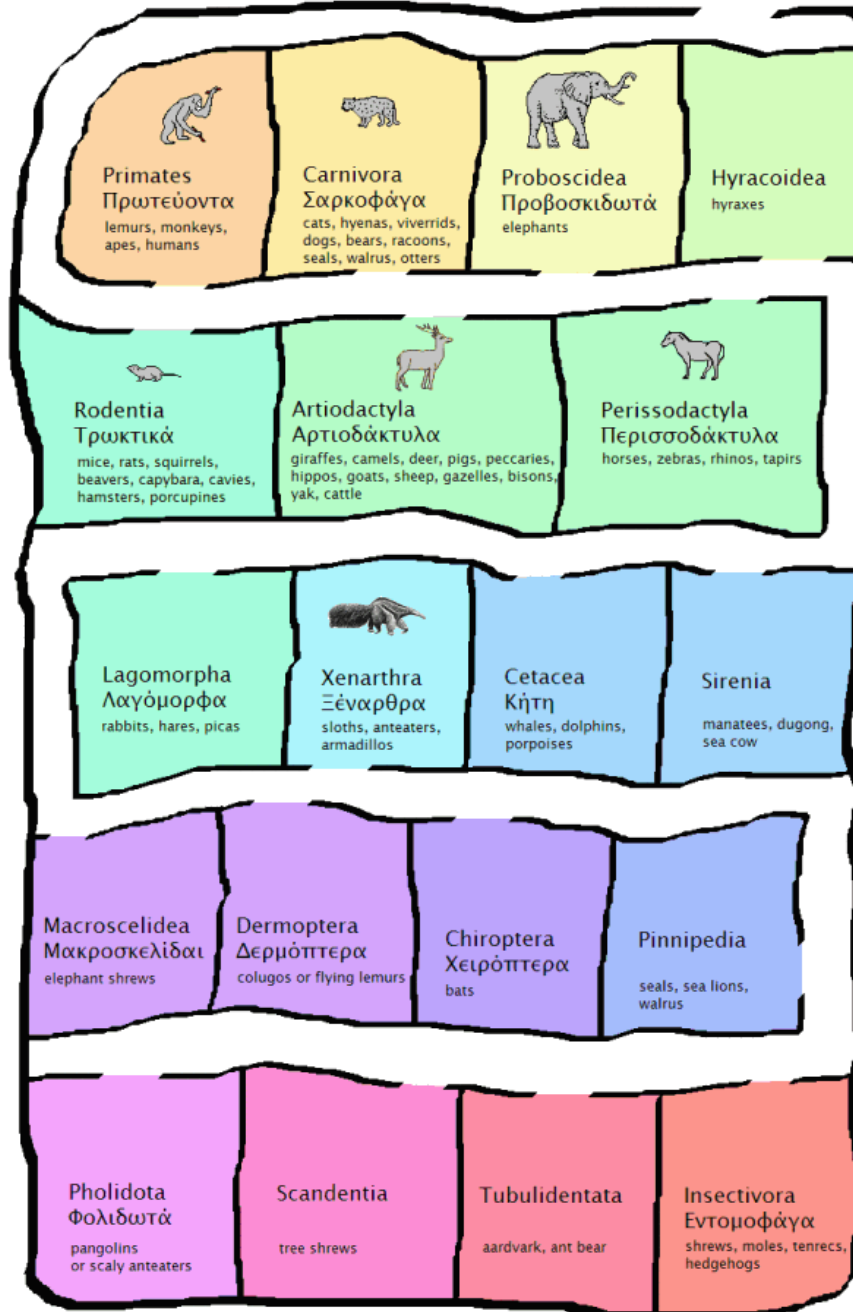 Primates
Πρωτεὐοντα
lemurs, monkeys,
apes, humans
Carnivora
Σαρκοφάγα
cats, hyenas, viverrids,
dogs, bears, racoons,
seals, walrus, otters
Proboscidea
Προβοσκιδωτά
elephants
Hyracoidea
hyraxes
Rodentia
Τρωκτικά
mice, rats, squirrels,
beavers, capybara, cavies,
hamsters, porcupines
Artiodactyla
Αρτιοδάκτυλα
giraffes, camels, deer, pigs, peccaries,
hippos, goats, sheep, gazelles, bisons,
yak, cattle
Perissodactyla
Περισσοδάκτυλα
horses, zebras, rhinos, tapirs
Lagomorpha
Λαγόμορφα
rabbits, hares, picas
Xenarthra
Ξέναρθρα
sloths, anteaters,
armadillos
Cetacea
Κήτη
whales, dolphins,
porpoises
Sirenia
manatees, dugong,
sea cow
Macroscelidea
Μακροσκελίδαι
elephant shrews
Dermoptera
Δερμόπτερα
colugos or flying lemurs
Chiroptera
Χειρόπτερα
bats
Pinnipedia
seals, sea lions,
walrus
Pholidota
Φολιδωτά
pangolins
or scaly anteaters
Scandentia
tree shrews
Tubulidentata
aardvark, ant bear
Insectivora
Εντομοφάγα
shrews, moles, tenrecs,
hedgehogs